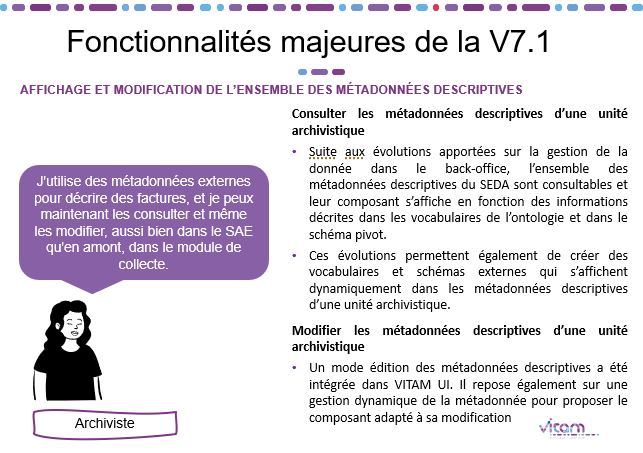 Fonctionnalités majeures de la V7.1
AFFICHAGE ET MODIFICATION DE L'ENSEMBLE DES MÉTADONNÉES DESCRIPTIVES
J'utilise des métadonnées externes
pour décrire des factures, et je peux
maintenant les consulter et même
les modifier, aussi bien dans le SAE
qu'en amont, dans le module de
collecte.
Archiviste
Consulter les métadonnées descriptives d'une unité
archivistique
• Suite aux évolutions apportées sur la gestion de la
donnée dans le back-office, l'ensemble des
métadonnées descriptives du SEDA sont consultables et
leur composant s'affiche en fonction des informations
décrites dans les vocabulaires de l'ontologie et dans le
schéma pivot.
• Ces évolutions permettent également de créer des
vocabulaires et schémas externes qui s'affichent
dynamiquement dans les métadonnées descriptives
d'une unité archivistique.
Modifier les métadonnées descriptives d'une unité
archivistique
• Un mode édition des métadonnées descriptives a été
intégrée dans VITAM UI. Il repose également sur une
gestion dynamique de la métadonnée pour proposer le
composant adapté à sa modification
vitam